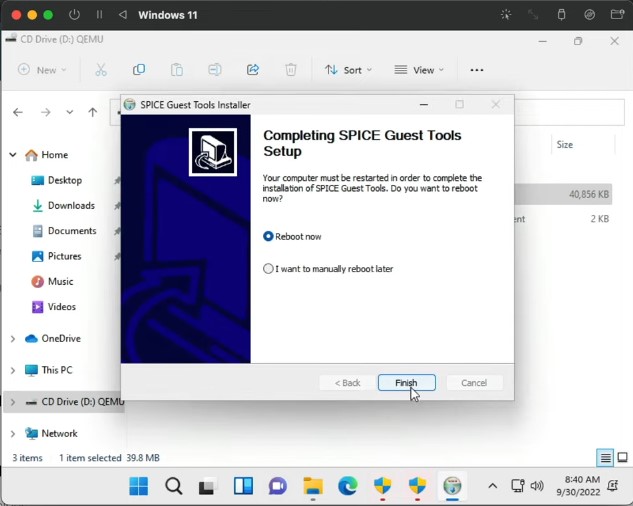 Windows 11
CD Drive (D:) QEMU
New
Sort
View
SPICE Guest Tools Installer
Size
Completing SPICE Guest Tools
Setup
Your computer must be restarted in order to complete the
installation of SPICE Guest Tools. Do you want to reboot
now?
Reboot now
I want to manually reboot later
< Back
Finish
Cancel
Home
Desktop
Downloads
Documents
Pictures
Music
Videos
OneDrive
This PC
CD Drive (D:) QEMU
Network
40,856 KB
2 KB
3 items
1 item selected 39.8 MB
8:40 AM
9/30/2022